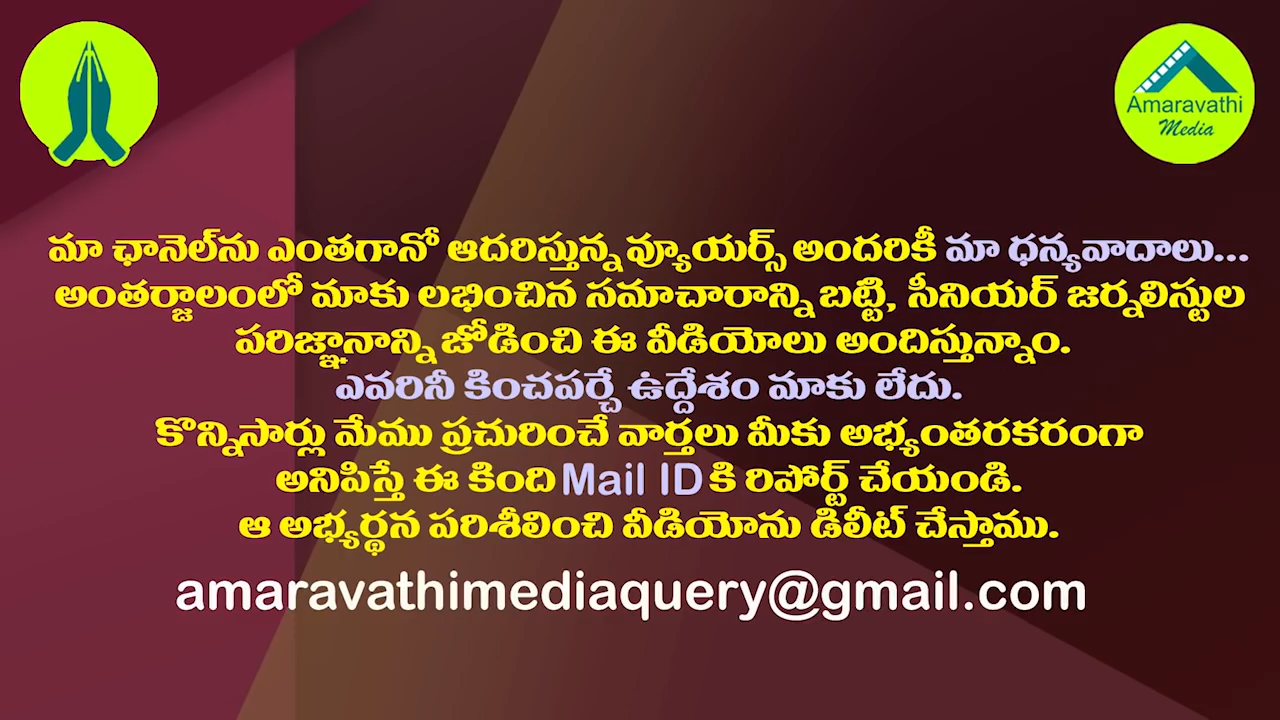 Amaravathi
Media
మా ఛానెల్‌ను ఎంతగానో ఆదరిస్తున్న వ్యూయర్స్ అందరికీ మా ధన్యవాదాలు...
అంతర్జాలంలో మాకు లభించిన సమాచారాన్ని బట్టి, సీనియర్ జర్నలిస్టుల
పరిజ్ఞానాన్ని జోడించి ఈ వీడియోలు అందిస్తున్నాం.
ఎవరినీ కించపర్చే ఉద్దేశం మాకు లేదు.
కొన్నిసార్లు మేము ప్రచురించే వార్తలు మీకు అభ్యంతరకరంగా
అనిపిస్తే ఈ కింది Mail ID కి రిపోర్ట్ చేయండి.
ఆ అభ్యర్థన పరిశీలించి వీడియోను డిలీట్ చేస్తాము.
amaravathimediaquery@gmail.com